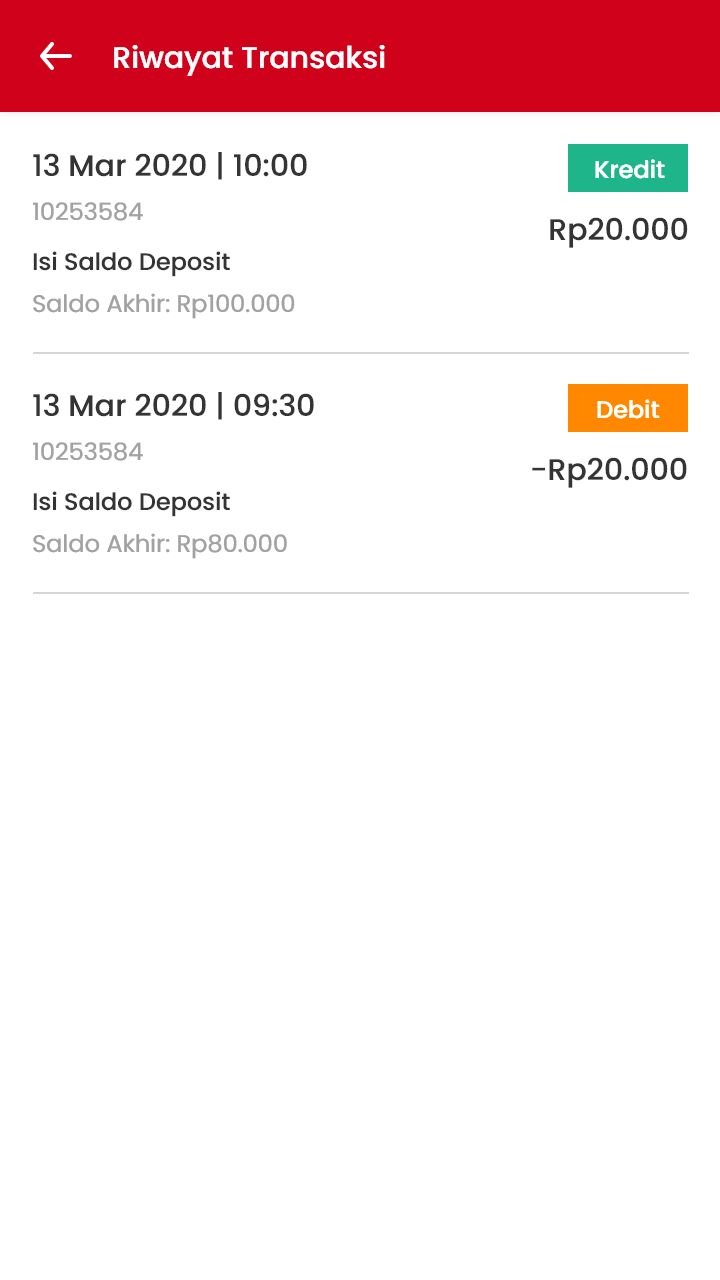 Riwayat Transaksi
13 Mar 2020 | 10:00
Kredit
10253584
Rp20.000
Isi Saldo Deposit
Saldo Akhir: Rp100.000
13 Mar 2020 | 09:30
Debit
10253584
-Rp20.000
Isi Saldo Deposit
Saldo Akhir: Rp80.000